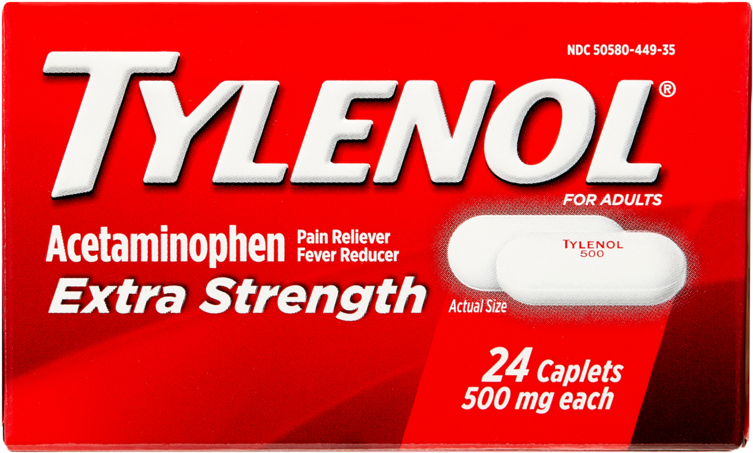 NDC 50580-449-35
TYLENOL®
FOR ADULTS
Acetaminophen Pain Reliever
Fever Reducer
Extra Strength
TYLENOL
500
Actual Size
24 Caplets
500 mg each